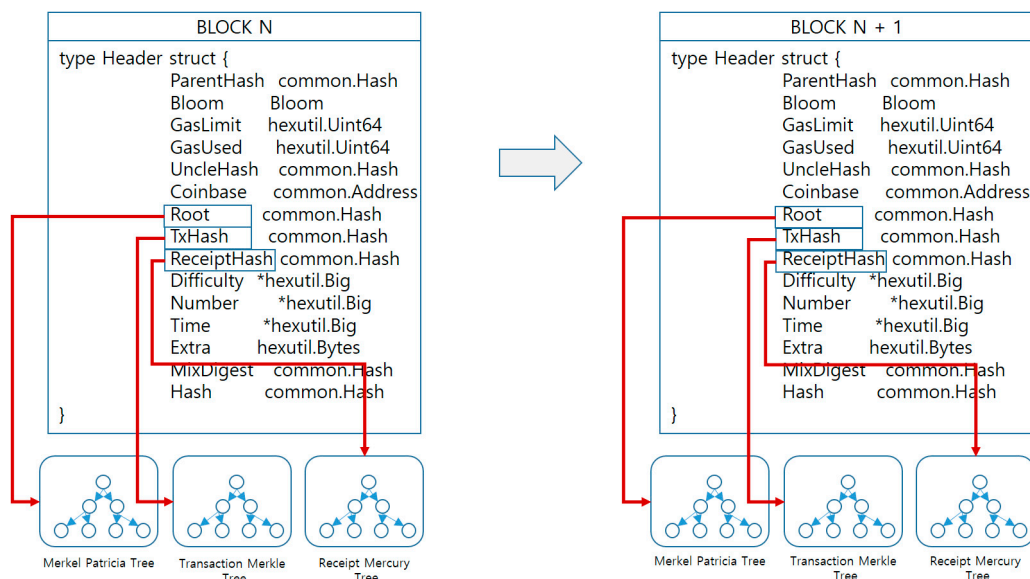 BLOCK N
type Header struct {
ParentHash common.Hash
Bloom Bloom
GasLimit hexutil.Uint64
GasUsed hexutil.Uint64
UncleHash common.Hash
Coinbase common.Address
Root common.Hash
TxHash common.Hash
ReceiptHash common.Hash
Difficulty *hexutil.Big
Number *hexutil.Big
Time *hexutil.Big
Extra hexutil.Bytes
MixDigest common.Hash
Hash common.Hash
}
Merkel Patricia Tree
Transaction Merkle
Tree
Receipt Mercury
Tree
BLOCK N + 1
type Header struct {
ParentHash common.Hash
Bloom Bloom
GasLimit hexutil.Uint64
GasUsed hexutil.Uint64
UncleHash common.Hash
Coinbase common.Address
Root common.Hash
TxHash common.Hash
ReceiptHash common.Hash
Difficulty *hexutil.Big
Number *hexutil.Big
Time *hexutil.Big
Extra hexutil.Bytes
MixDigest common.Hash
Hash common.Hash
}
Merkel Patricia Tree
Transaction Merkle
Tree
Receipt Mercury
Tree